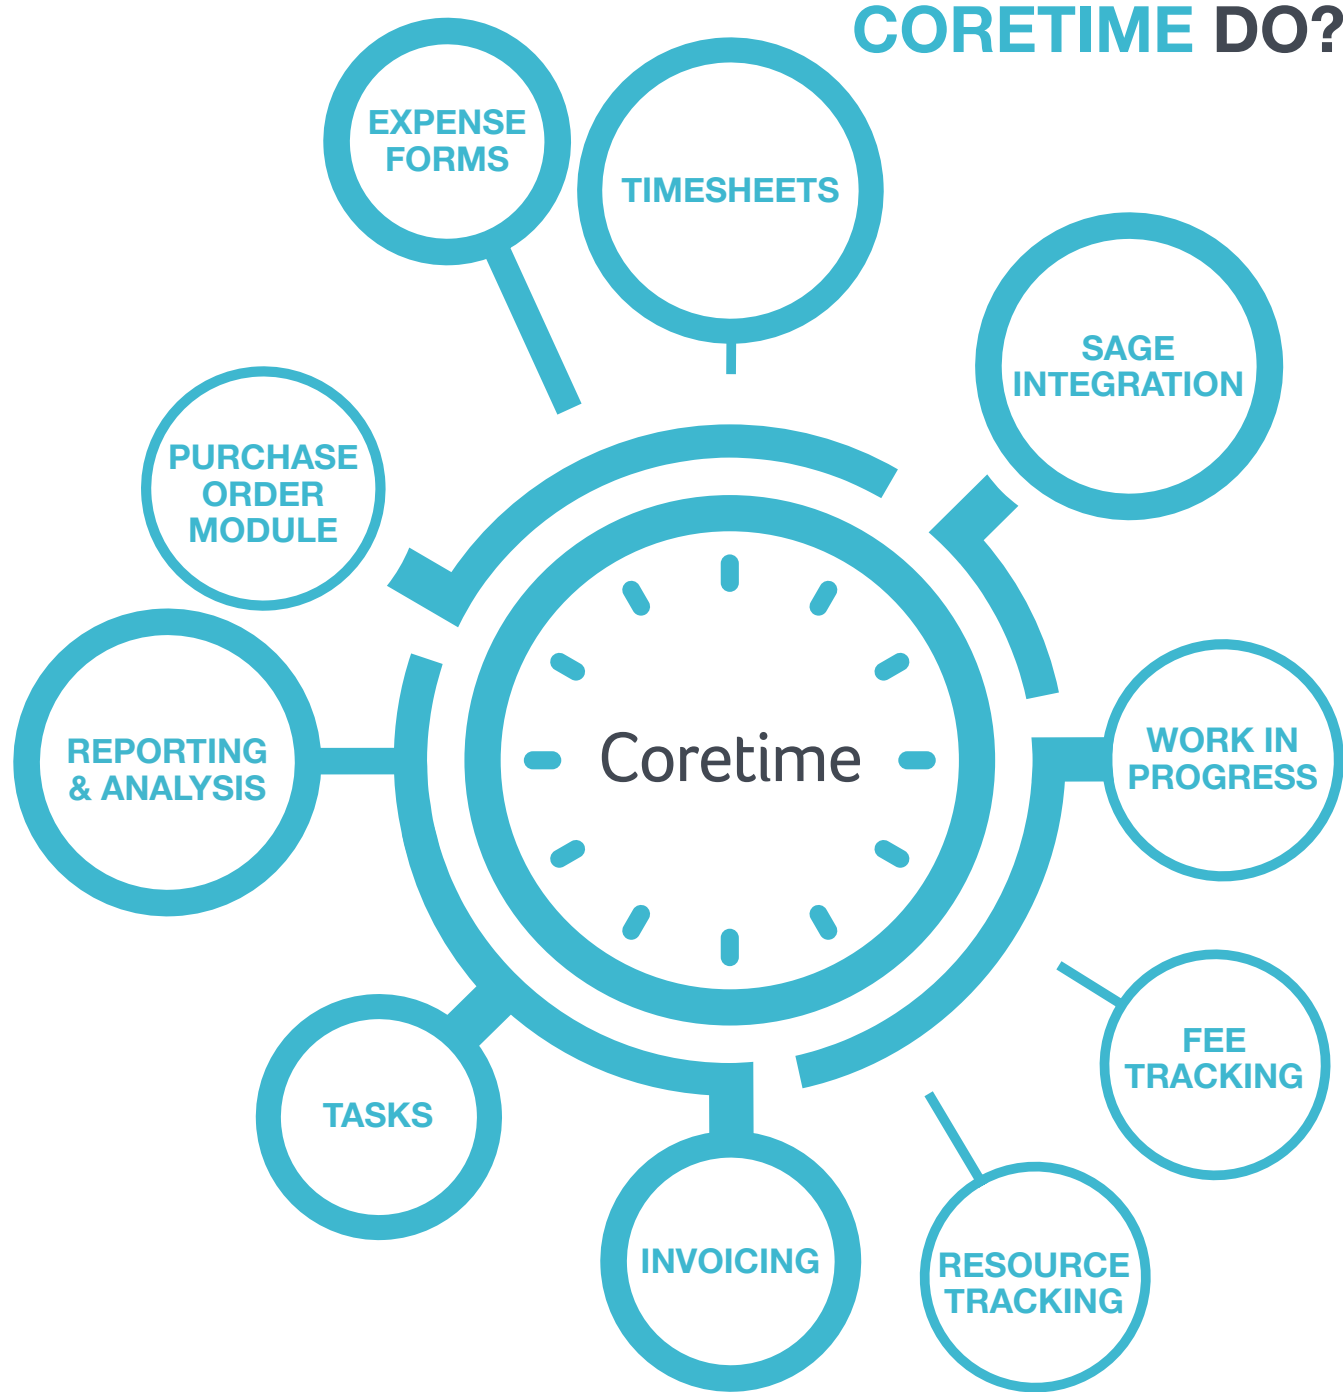 CORETIME DO?
EXPENSE
FORMS
TIMESHEETS
SAGE
INTEGRATION
PURCHASE
ORDER
MODULE
REPORTING
& ANALYSIS
Coretime
WORK IN
PROGRESS
FEE
TRACKING
TASKS
INVOICING
RESOURCE
TRACKING